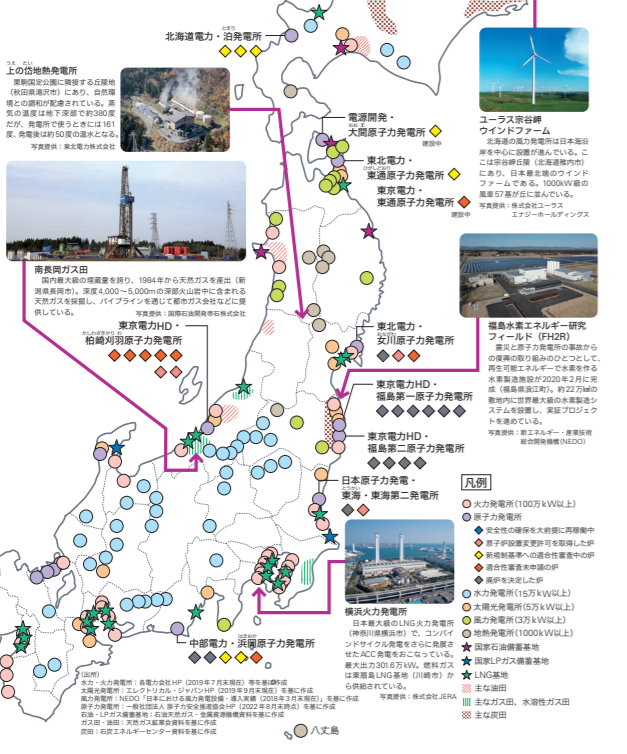 とまり
北海道電力・泊発電所
うえ たい
上の岱地熱発電所
栗駒国定公園に隣接する丘陵地
(秋田県湯沢市)にあり、自然環
境との調和が配慮されている。蒸
気の温度は地下深部で約380度
だが、発電所で使うときには161
度、発電後は約50度の温水となる。
写真提供:東北電力株式会社
ユーラス宗谷岬
ウインドファーム
北海道の風力発電所は日本海沿
岸を中心に設置が進んでいる。こ
こは宗谷岬丘陵(北海道稚内市)
にあり、日本最北端のウインド
ファームである。1000kW級の
風車57基が丘に並んでいる。
写真提供:株式会社ユーラス
エナジーホールディングス
電源開発・
おおま
大間原子力発電所
建設中
東北電力・
ひがしどおり
東通原子力発電所
東京電力・
東通原子力発電所
建設中
南長岡ガス田
国内最大級の埋蔵量を誇り、1984年から天然ガスを産出(新
潟県長岡市)。深度4,000~5,000mの深部火山岩中に含まれる
天然ガスを採掘し、パイプラインを通じて都市ガス会社などに提
供している。
写真提供:国際石油開発帝石株式会社
東京電力HD・
かしわざきかりわ
柏崎刈羽原子力発電所
東北電力・
おながわ
女川原子力発電所
福島水素エネルギー研究
フィールド(FH2R)
震災と原子力発電所の事故から
の復興の取り組みのひとつとして、
再生可能エネルギーで水素を作る
水素製造施設が2020年2月に完
成(福島県浪江町)。約22万㎡の
敷地内に世界最大級の水素製造シ
ステムを設置し、実証プロジェク
トを進めている。
写真提供:新エネルギー・産業技術
総合開発機構(NEDO)
東京電力HD・
福島第一原子力発電所
東京電力HD・
福島第二原子力発電所
日本原子力発電・
とうかい
東海・東海第二発電所
凡例
火力発電所(100万kW以上)
原子力発電所
安全性の確保を大前提に再稼働中
原子炉設置変更許可を取得した炉
新規制基準への適合性審査中の炉
適合性審査未申請の炉
廃炉を決定した炉
水力発電所(15万kW以上)
太陽光発電所(5万kW以上)
風力発電所(3万kW以上)
地熱発電所(1000kW以上)
国家石油備蓄基地
国家LPガス備蓄基地
LNG基地
主な油田
主なガス田、水溶性ガス田
主な炭田
横浜火力発電所
日本最大級のLNG火力発電所
(神奈川県横浜市)で、コンバイ
ンドサイクル発電をさらに発展さ
せたACC発電をおこなっている。
最大出力301.6万kW。燃料ガス
は東扇島LNG基地(川崎市)か
ら供給されている。
写真提供:株式会社JERA
はまおか
中部電力・浜岡原子力発電所
(出所)
水力・火力発電所:各電力会社HP(2019年7月末現在)等を基に作成
太陽光発電所:エレクトリカル・ジャパンHP(2019年9月末現在)を基に作成
風力発電所:NEDO「日本における風力発電設備・導入実績(2018年3月末現在)」を基に作成
原子力発電所:一般社団法人 原子力安全推進協会HP(2022年8月末時点)を基に作成
石油・LPガス備蓄基地:石油天然ガス・金属資源機構資料を基に作成
ガス田・油田:天然ガス鉱業会資料を基に作成
炭田:石炭エネルギーセンター資料を基に作成
八丈島